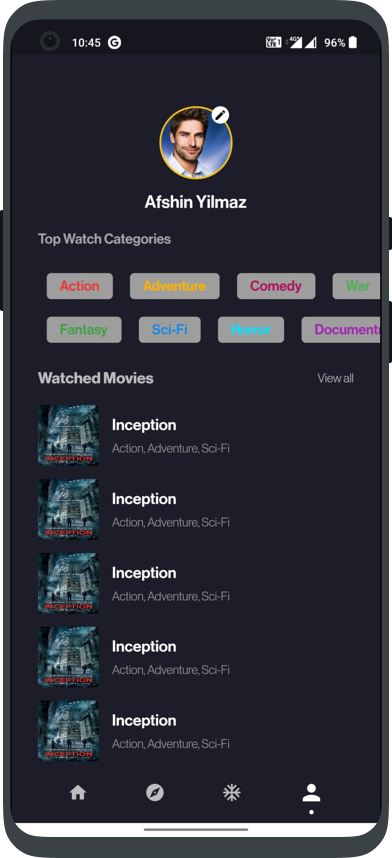 10:45 G 4G 96%
Afshin Yilmaz
Top Watch Categories
Action Adventure Comedy War
Fantasy Sci-Fi Horror Document
Watched Movies View all
INCEPTION
Inception
Action, Adventure, Sci-Fi
INCEPTION
Inception
Action, Adventure, Sci-Fi
INCEPTION
Inception
Action, Adventure, Sci-Fi
INCEPTION
Inception
Action, Adventure, Sci-Fi
INCEPTION
Inception
Action, Adventure, Sci-Fi